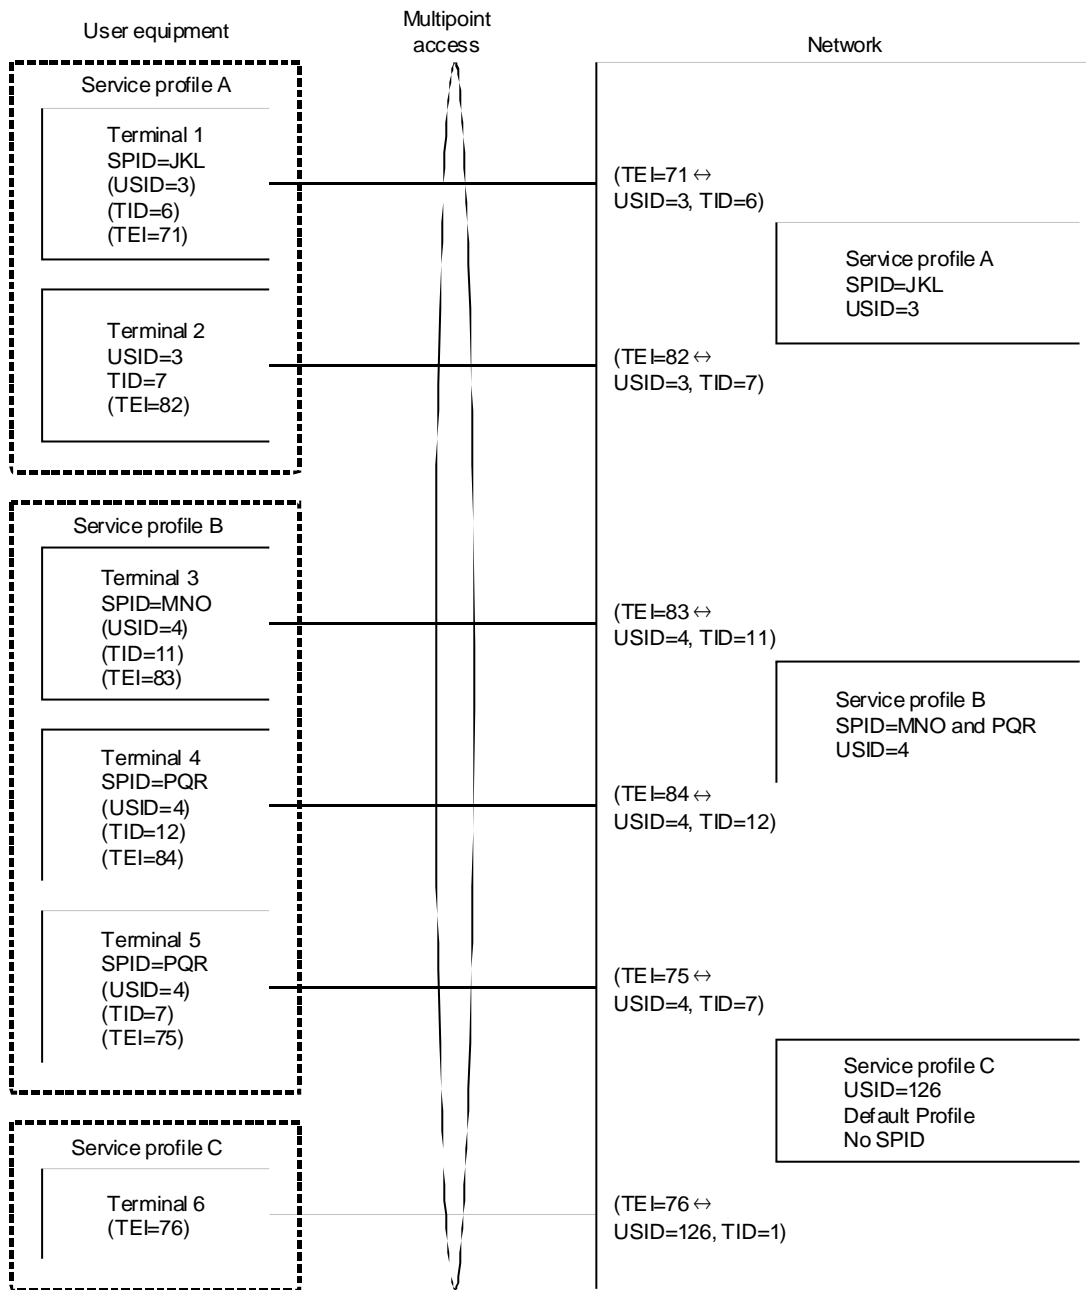 User equipment
Multipoint
access
Network
Service profile A
Terminal 1
SPID=JKL
(USID=3)
(TID=6)
(TEI=71)
(TEI=71 ↔
USID=3, TID=6)
Service profile A
SPID=JKL
USID=3
Terminal 2
USID=3
TID=7
(TEI=82)
(TEI=82 ↔
USID=3, TID=7)
Service profile B
Terminal 3
SPID=MNO
(USID=4)
(TID=11)
(TEI=83)
(TEI=83 ↔
USID=4, TID=11)
Service profile B
SPID=MNO and PQR
USID=4
Terminal 4
SPID=PQR
(USID=4)
(TID=12)
(TEI=84)
(TEI=84 ↔
USID=4, TID=12)
Terminal 5
SPID=PQR
(USID=4)
(TID=7)
(TEI=75)
(TEI=75 ↔
USID=4, TID=7)
Service profile C
USID=126
Default Profile
No SPID
Service profile C
Terminal 6
(TEI=76)
(TEI=76 ↔
USID=126, TID=1)